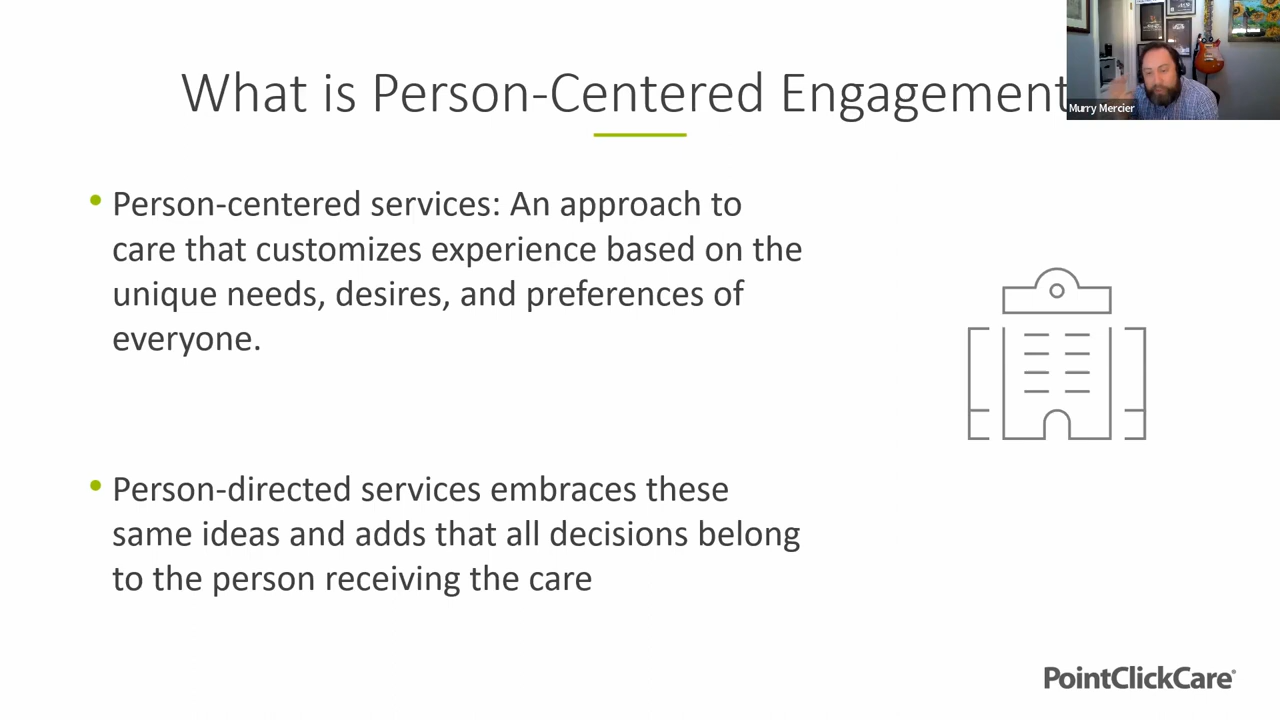 What is Person-Centered Engagement
Murry Mercier
• Person-centered services: An approach to
care that customizes experience based on the
unique needs, desires, and preferences of
everyone.
• Person-directed services embraces these
same ideas and adds that all decisions belong
to the person receiving the care
PointClickCare®